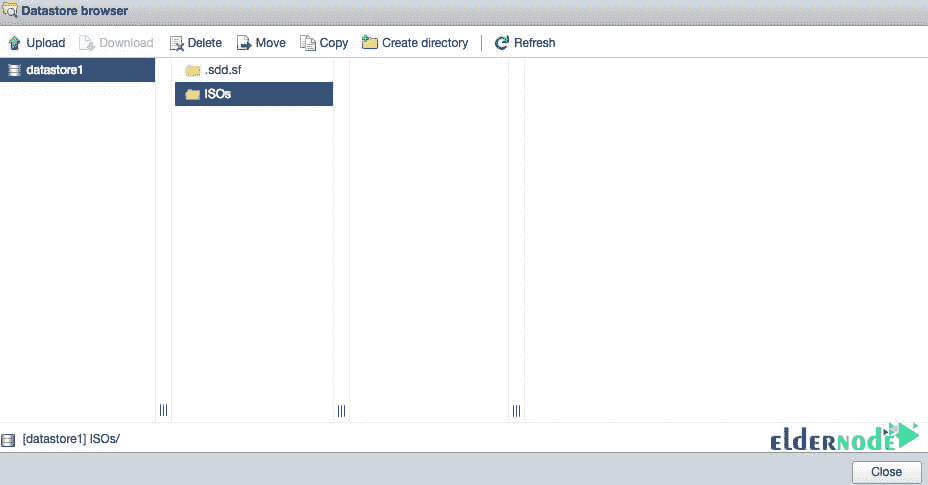 Datastore browser
Upload Download Delete Move Copy Create directory Refresh
datastore1 .sdd.sf
ISOs
[datastore1] ISOs/
ELDERNODE
Close